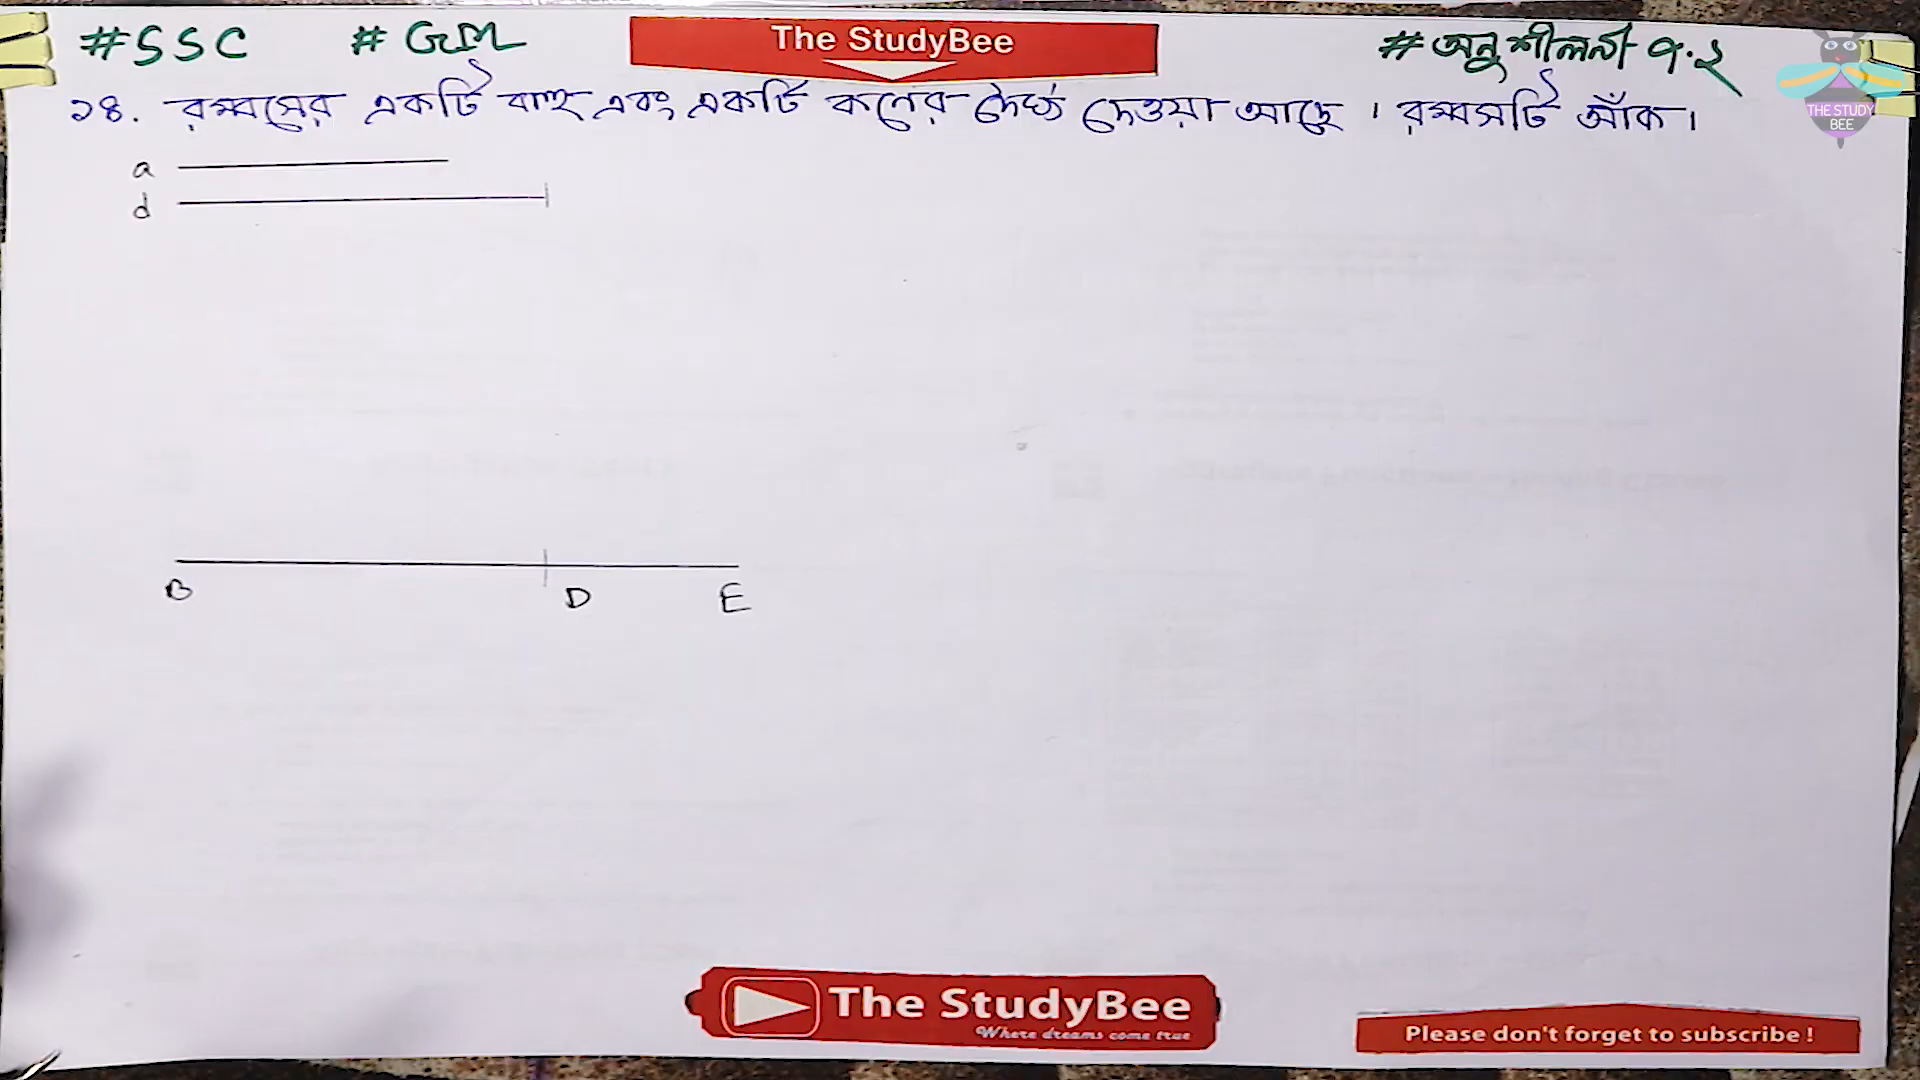 #SSC # GM The StudyBee #অনুশীলনী ৭.২
১৪. রম্বসের একটি বাহু এবং একটি কর্ণের দৈর্ঘ্য দেওয়া আছে । রম্বসটি আঁক।
THE STUDY
BEE
a
d
B D E
The StudyBee
Where dreams come true
Please don't forget to subscribe !